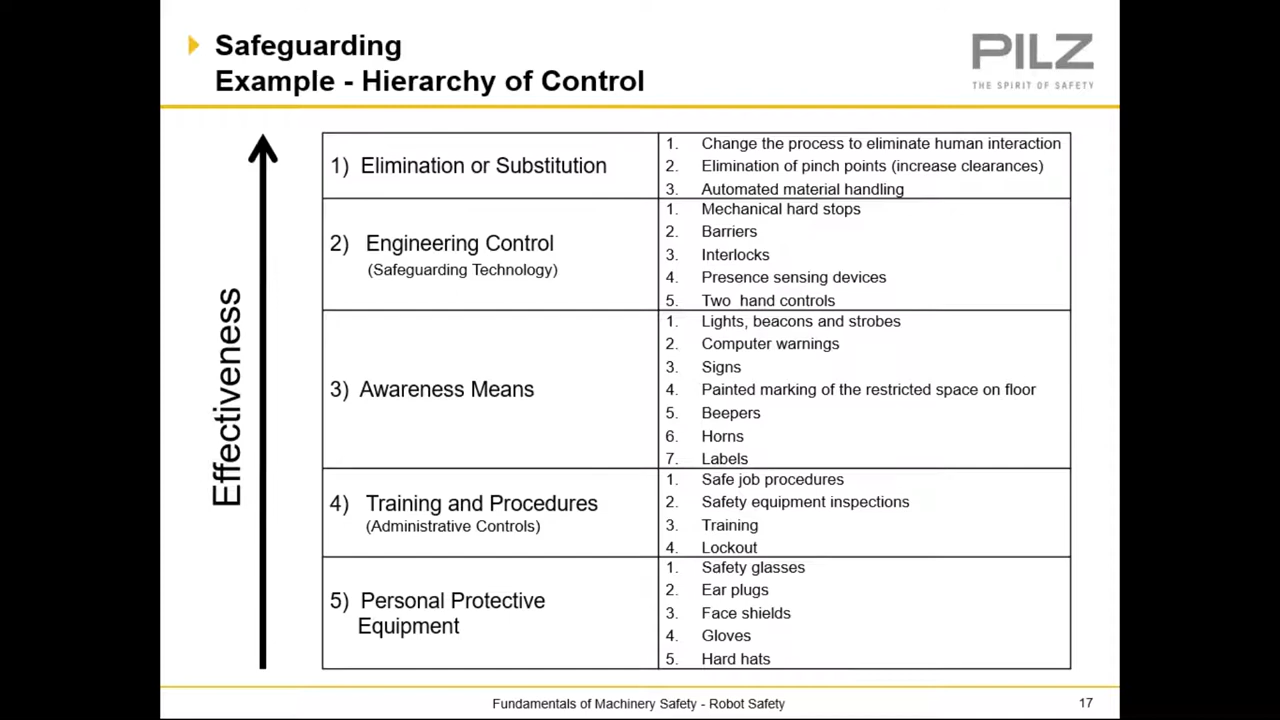 Safeguarding
Example - Hierarchy of Control
PILZ
THE SPIRIT OF SAFETY
Effectiveness
1) Elimination or Substitution
1. Change the process to eliminate human interaction
2. Elimination of pinch points (increase clearances)
3. Automated material handling
2) Engineering Control
(Safeguarding Technology)
1. Mechanical hard stops
2. Barriers
3. Interlocks
4. Presence sensing devices
5. Two hand controls
3) Awareness Means
1. Lights, beacons and strobes
2. Computer warnings
3. Signs
4. Painted marking of the restricted space on floor
5. Beepers
6. Horns
7. Labels
4) Training and Procedures
(Administrative Controls)
1. Safe job procedures
2. Safety equipment inspections
3. Training
4. Lockout
5) Personal Protective
Equipment
1. Safety glasses
2. Ear plugs
3. Face shields
4. Gloves
5. Hard hats
Fundamentals of Machinery Safety - Robot Safety
17